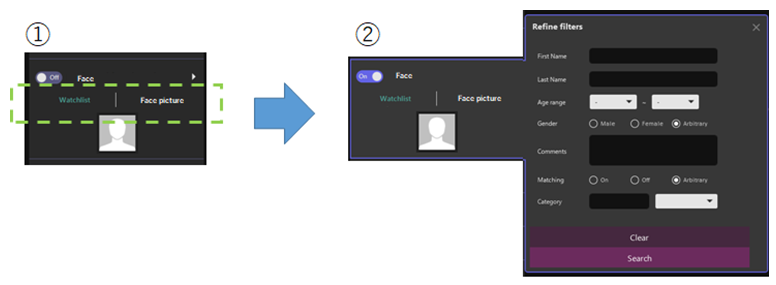 ①
Off Face
Watchlist Face picture
②
On Face
Watchlist Face picture
Refine filters
First Name
Last Name
Age range - – -
Gender Male Female Arbitrary
Comments
Matching On Off Arbitrary
Category
Clear
Search